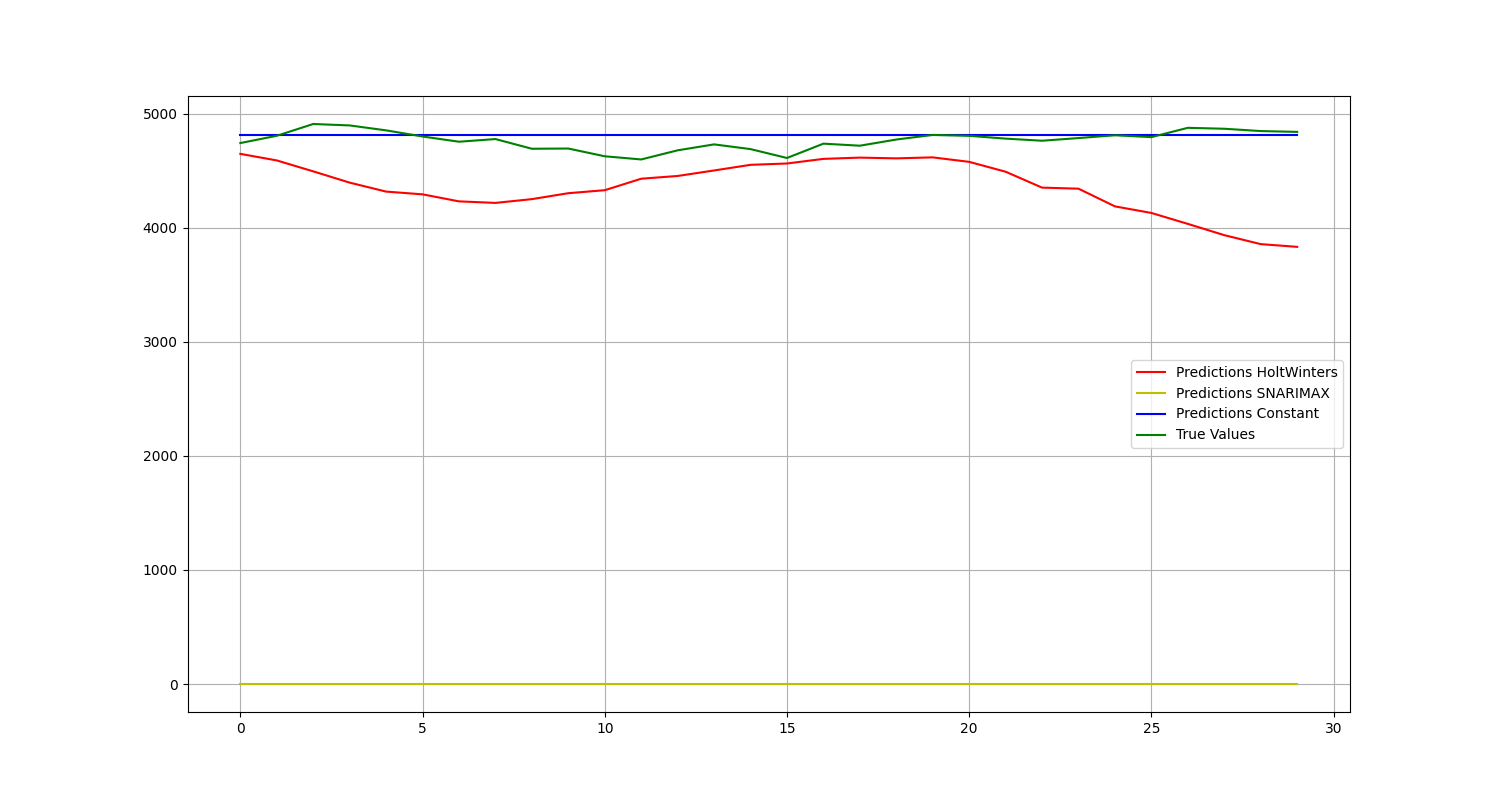 5000
4000
3000
2000
1000
0
Predictions HoltWinters
Predictions SNARIMAX
Predictions Constant
True Values
0 5 10 15 20 25 30